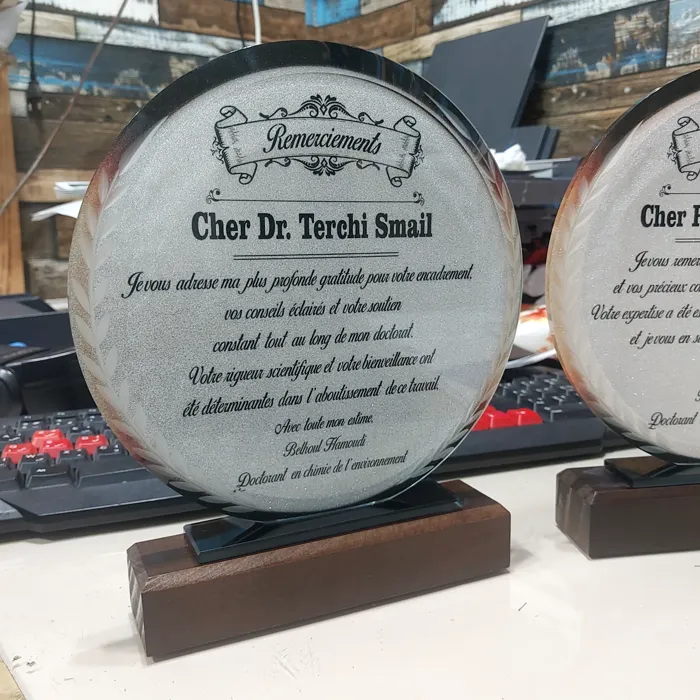 Remerciements
Cher Dr. Terchi Smail
Je vous adresse ma plus profonde gratitude pour votre encadrement,
vos conseils éclairés et votre soutien
constant tout au long de mon doctorat.
Votre rigueur scientifique et votre bienveillance ont
été déterminantes dans l'aboutissement de ce travail.
Avec toute mon estime,
Belhoul Hamoudi
Doctorant en chimie de l'environnement
Cher
Je vous
et vos précieux
Votre expertise a été
et je vous en
Doctorant